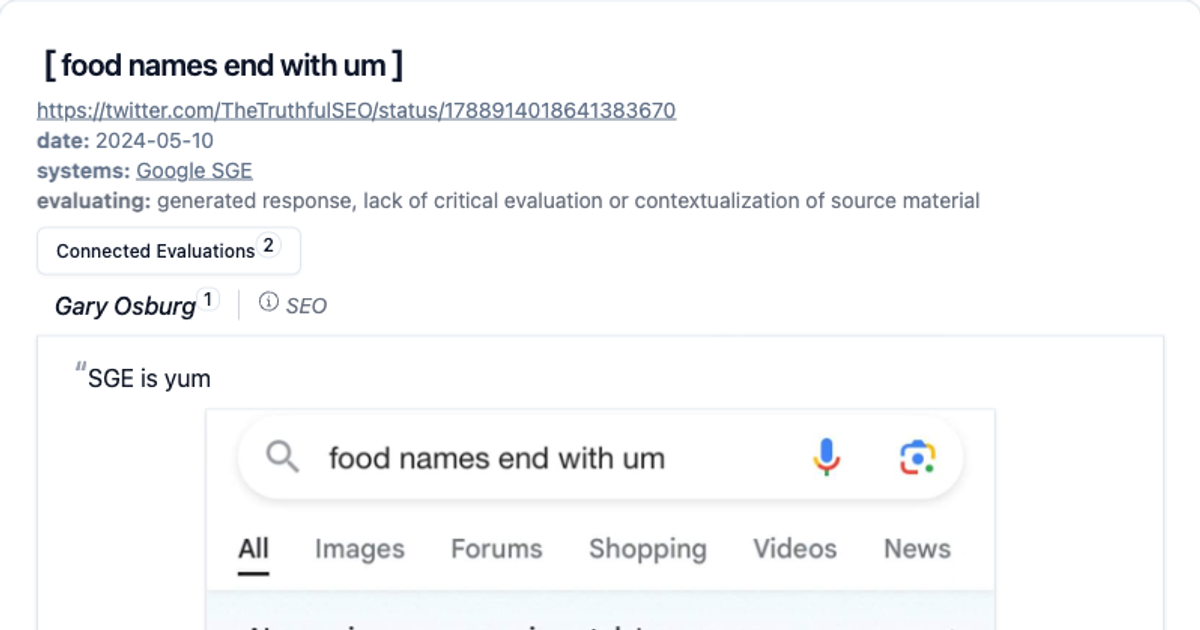 [ food names end with um ]
https://twitter.com/TheTruthfulSEO/status/1788914018641383670
date: 2024-05-10
systems: Google SGE
evaluating: generated response, lack of critical evaluation or contextualization of source material
Connected Evaluations 2
Gary Osburg 1 SEO
“SGE is yum
food names end with um
All Images Forums Shopping Videos News